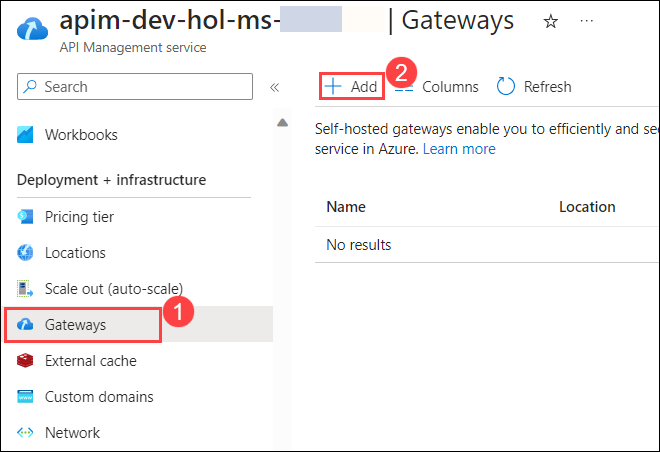 apim-dev-hol-ms- | Gateways
API Management service
Search
Workbooks
Deployment + infrastructure
Pricing tier
Locations
Scale out (auto-scale)
Gateways
1
External cache
Custom domains
Network
Add
2
Columns
Refresh
Self-hosted gateways enable you to efficiently and se
service in Azure. Learn more
Name Location
No results